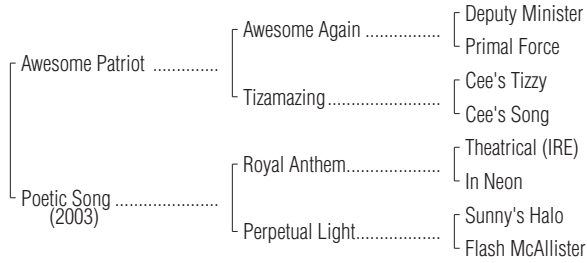 Deputy Minister
Awesome Again ..................
Primal Force
Awesome Patriot ..............
Cee's Tizzy
Tizamazing..........................
Cee's Song
Theatrical (IRE)
Royal Anthem......................
In Neon
Poetic Song ......................
(2003)
Sunny's Halo
Perpetual Light ...................
Flash McAllister